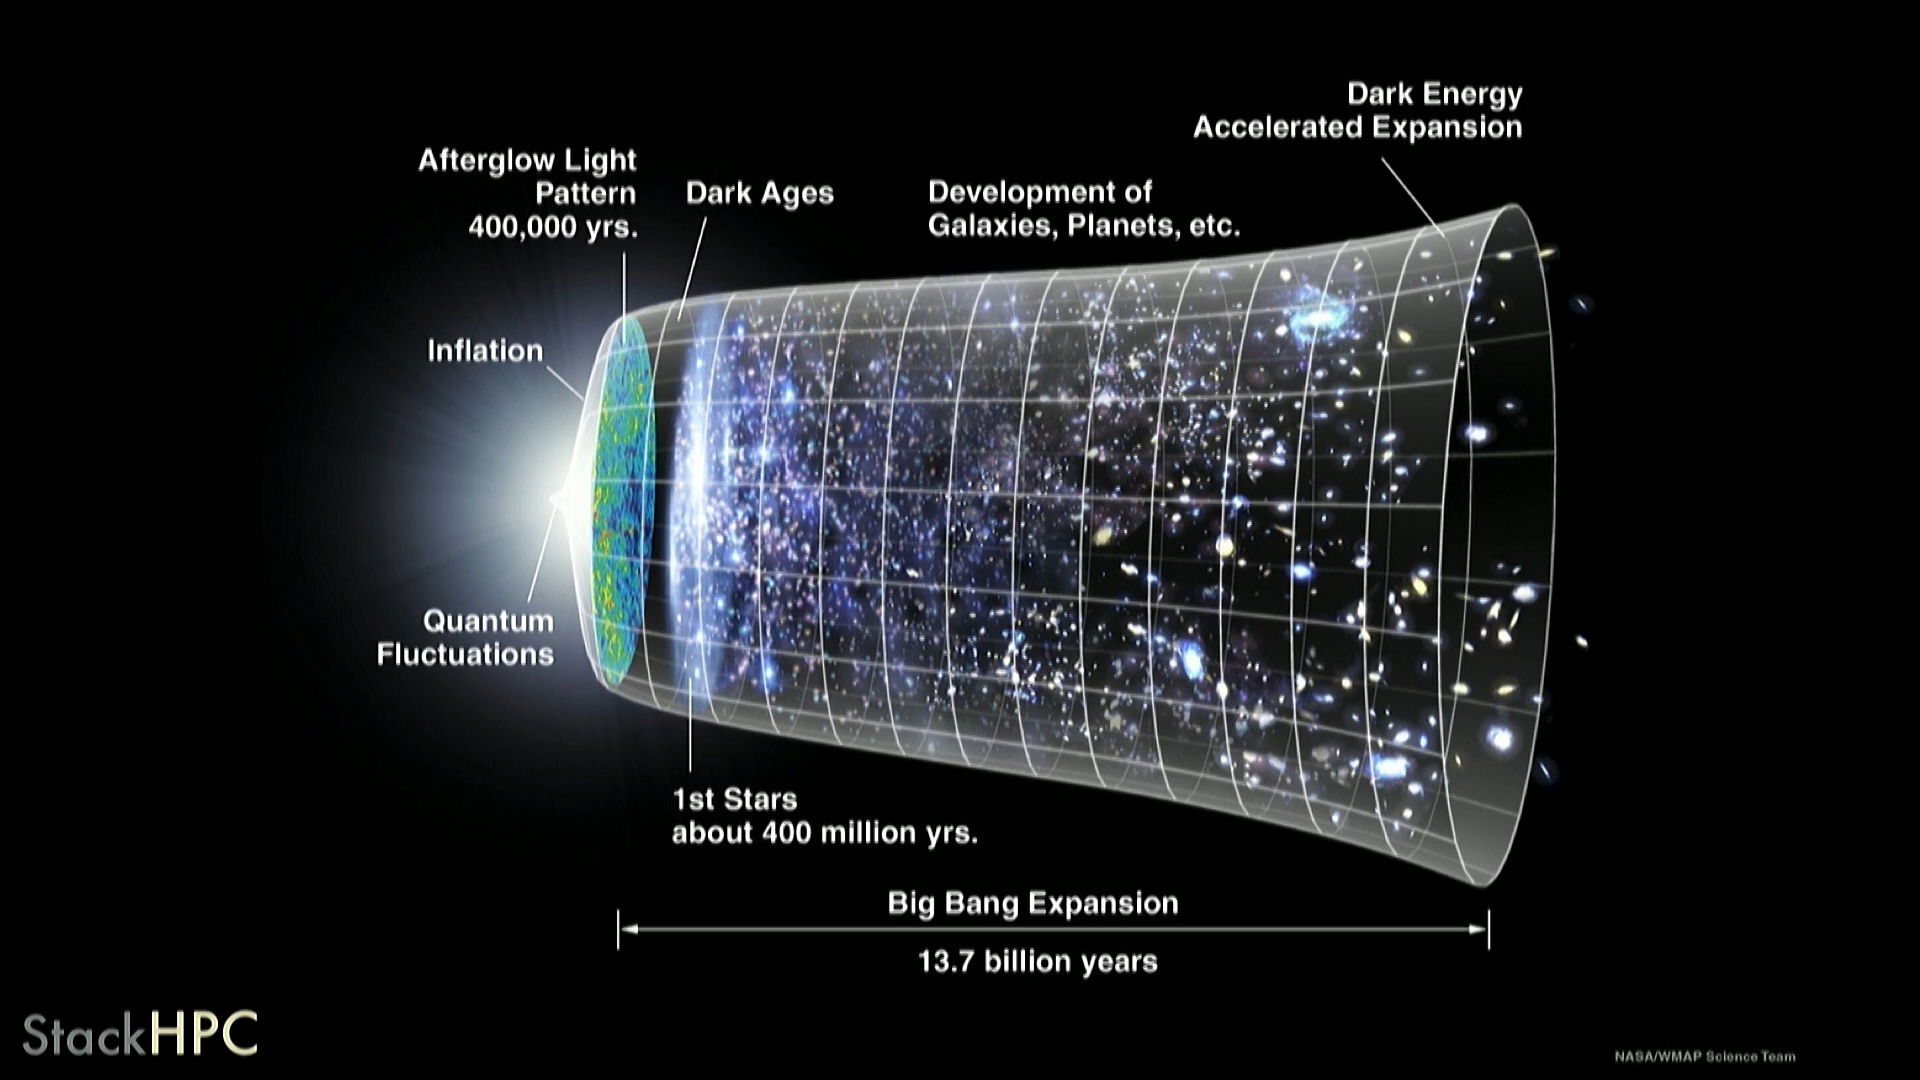 Dark Energy
Accelerated Expansion
Afterglow Light
Pattern
400,000 yrs.
Dark Ages
Development of
Galaxies, Planets, etc.
Inflation
Quantum
Fluctuations
1st Stars
about 400 million yrs.
Big Bang Expansion
13.7 billion years
StackHPC
NASA/WMAP Science Team